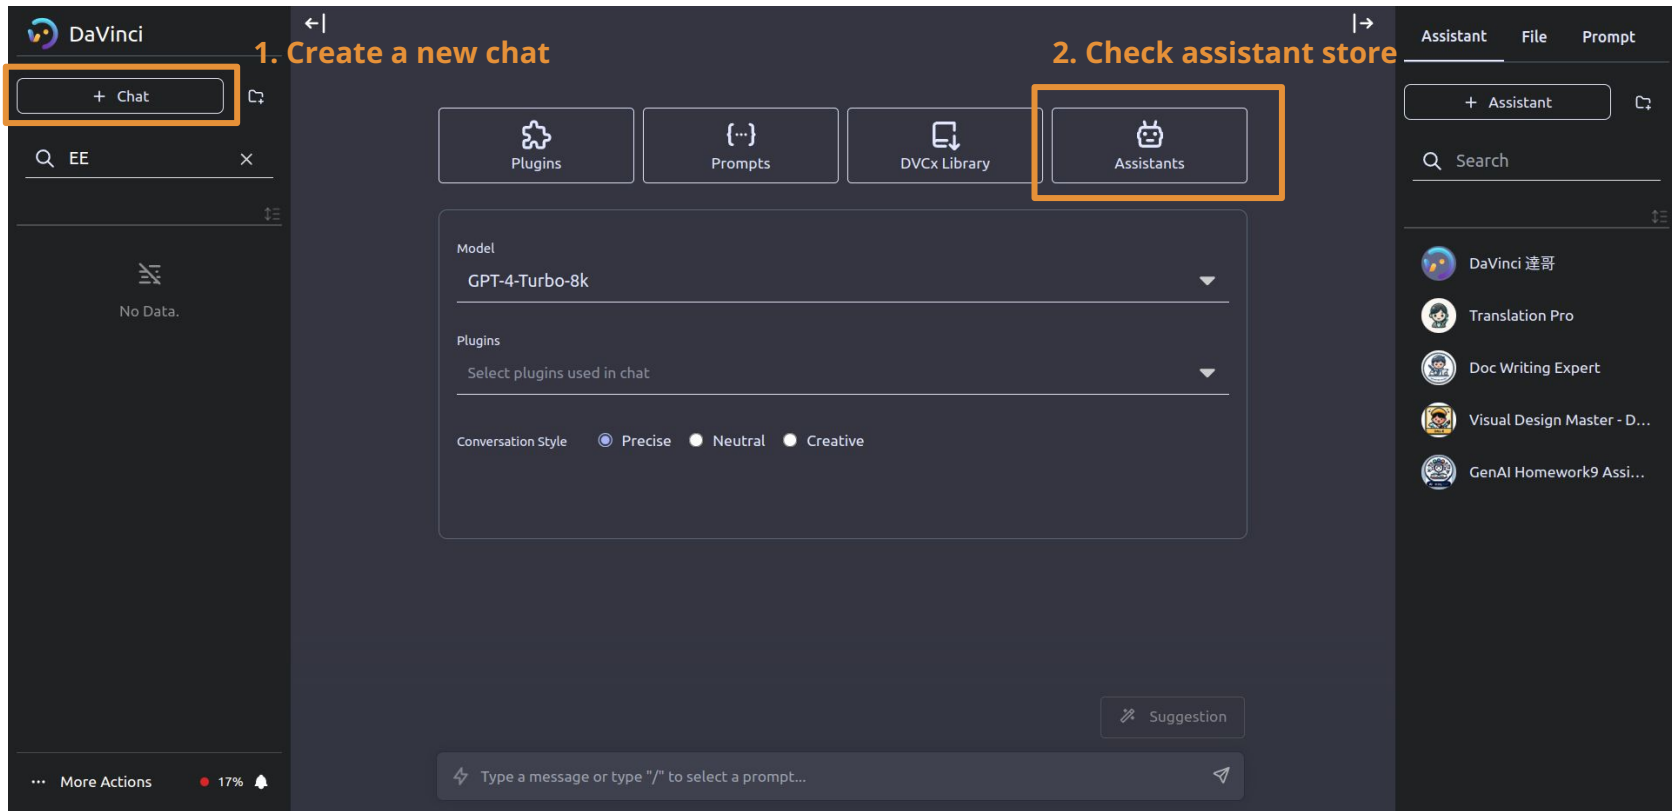 DaVinci
1. Create a new chat
2. Check assistant store
+ Chat
EE
No Data.
More Actions
17%
Plugins
Prompts
DVCx Library
Assistants
Model
GPT-4-Turbo-8k
Plugins
Select plugins used in chat
Conversation Style Precise Neutral Creative
Suggestion
Type a message or type "/" to select a prompt...
Assistant File Prompt
+ Assistant
Search
DaVinci 達哥
Translation Pro
Doc Writing Expert
Visual Design Master - D...
GenAI Homework9 Assi...